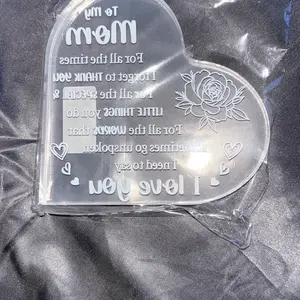 To My
Mom
For all the times
I forget to THANK YOU
For all the SPECIAL &
LITTLE THINGS you do
For all the WORDS that
sometimes go unspoken
I need to say
I love you